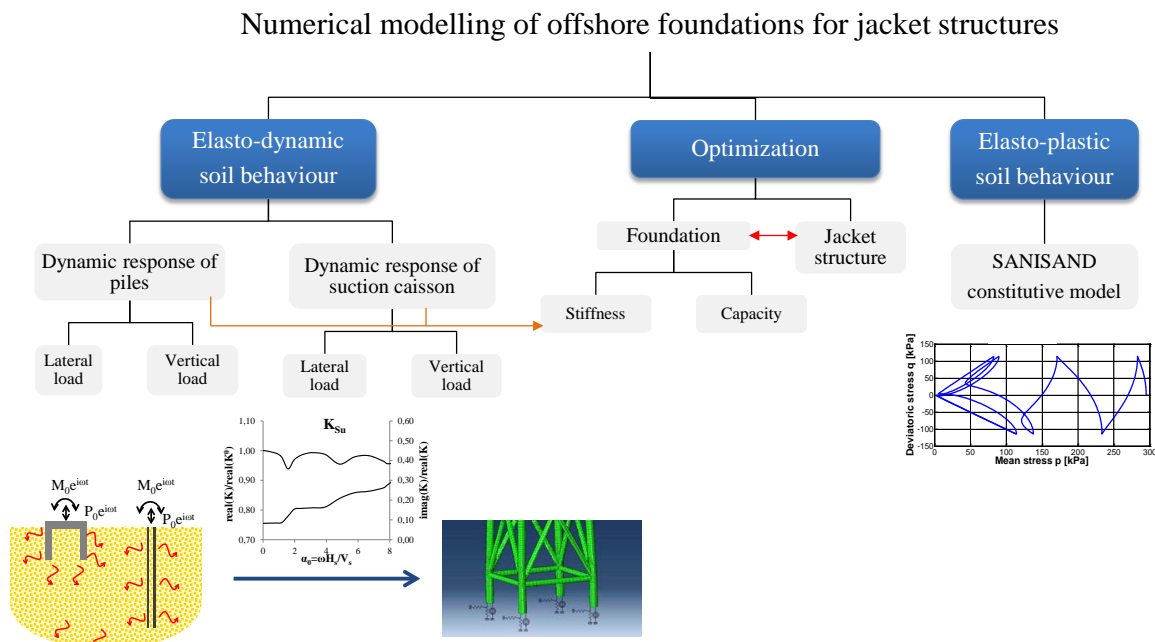 Numerical modelling of offshore foundations for jacket structures
Elasto-dynamic
soil behaviour
Optimization
Elasto-plastic
soil behaviour
Dynamic response of
piles
Dynamic response of
suction caisson
Foundation
Jacket
structure
SANISAND
constitutive model
Stiffness
Capacity
Lateral
load
Vertical
load
Lateral
load
Vertical
load
Deviatoric stress q [kPa]
150
100
50
0
-50
-100
-150
0 50 100 150 200 250 300
Mean stress p [kPa]
K_Su
real(K)/real(K⁰)
1,00
0,90
0,80
0,70
0,60
0,50
0,40
0,30
0,20
0,10
0,00
imag(K)/real(K)
0 2 4 6 8
α₀=ωHₛ/Vₛ
M₀e^iωt
P₀e^iωt
M₀e^iωt
P₀e^iωt